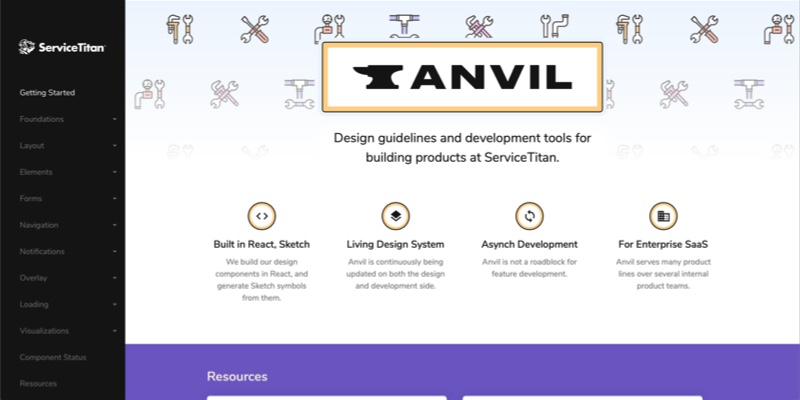 ServiceTitan
Getting Started
Foundations
Layout
Elements
Forms
Navigation
Notifications
Overlay
Loading
Visualizations
Component Status
Resources
ANVIL
Design guidelines and development tools for
building products at ServiceTitan.
Built in React, Sketch
We build our design
components in React, and
generate Sketch symbols
from them.
Living Design System
Anvil is continuously being
updated on both the design
and development side.
Asynch Development
Anvil is not a roadblock for
feature development.
For Enterprise SaaS
Anvil serves many product
lines over several internal
product teams.
Resources